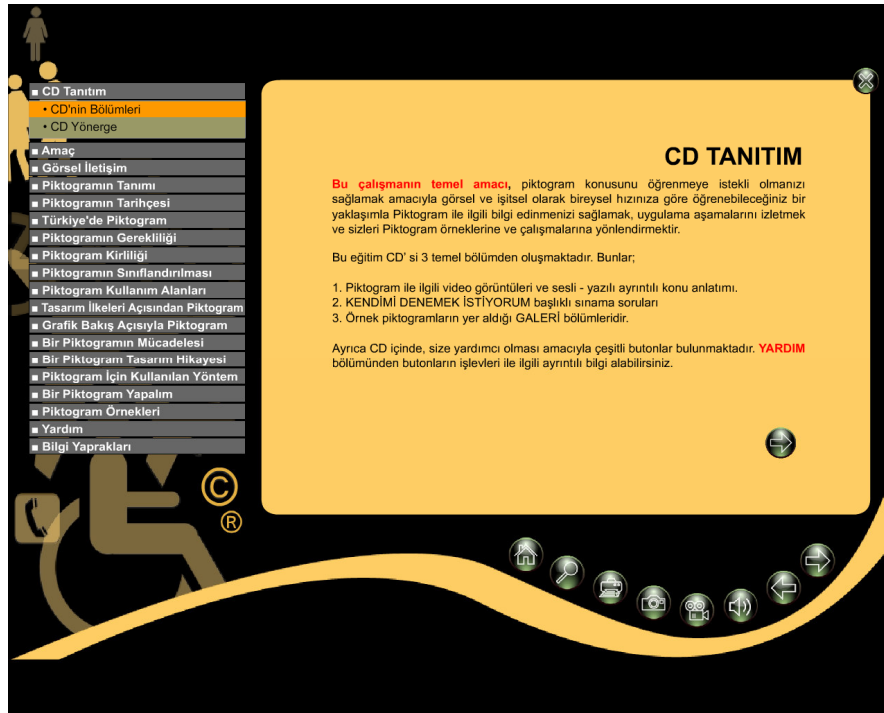 ■ CD Tanıtım
• CD'nin Bölümleri
• CD Yönerge
■ Amaç
■ Görsel İletişim
■ Piktogramın Tanımı
■ Piktogramın Tarihçesi
■ Türkiye'de Piktogram
■ Piktogramın Gerekliliği
■ Piktogram Kirliliği
■ Piktogramın Sınıflandırılması
■ Piktogram Kullanım Alanları
■ Tasarım İlkeleri Açısından Piktogram
■ Grafik Bakış Açısıyla Piktogram
■ Bir Piktogramın Mücadelesi
■ Bir Piktogram Tasarım Hikayesi
■ Piktogram İçin Kullanılan Yöntem
■ Bir Piktogram Yapalım
■ Piktogram Örnekleri
■ Yardım
■ Bilgi Yaprakları
©
®
CD TANITIM
Bu çalışmanın temel amacı, piktogram konusunu öğrenmeye istekli olmanızı
sağlamak amacıyla görsel ve işitsel olarak bireysel hızınıza göre öğrenebileceğiniz bir
yaklaşımla Piktogram ile ilgili bilgi edinmenizi sağlamak, uygulama aşamalarını izletmek
ve sizleri Piktogram örneklerine ve çalışmalarına yönlendirmektir.
Bu eğitim CD' si 3 temel bölümden oluşmaktadır. Bunlar;
1. Piktogram ile ilgili video görüntüleri ve sesli - yazılı ayrıntılı konu anlatımı.
2. KENDİMİ DENEMEK İSTİYORUM başlıklı sınama soruları
3. Örnek piktogramların yer aldığı GALERİ bölümleridir.
Ayrıca CD içinde, size yardımcı olması amacıyla çeşitli butonlar bulunmaktadır. YARDIM
bölümünden butonların işlevleri ile ilgili ayrıntılı bilgi alabilirsiniz.